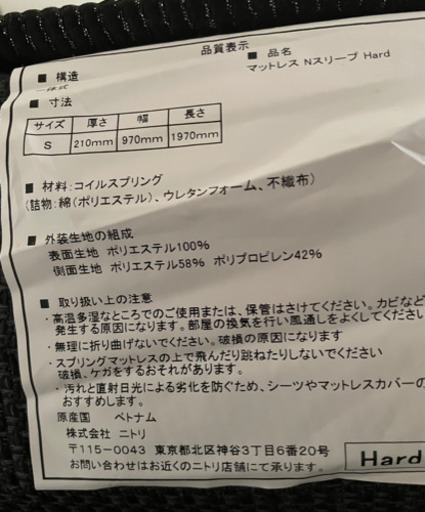 品質表示
■ 品名
マットレス Nスリープ Hard
■ 構造
一体式
■ 寸法
サイズ 厚さ 幅 長さ
S 210mm 970mm 1970mm
■ 材料:コイルスプリング
(詰物:綿(ポリエステル)、ウレタンフォーム、不織布)
■ 外装生地の組成
表面生地 ポリエステル100%
側面生地 ポリエステル58% ポリプロピレン42%
■ 取り扱い上の注意
・高温多湿なところでのご使用または、保管はさけてください。カビなど
発生する原因になります。部屋の換気を行い風通しをよくしてください
・無理に折り曲げないでください。破損の原因になります
・スプリングマットレスの上で飛んだり跳ねたりしないでください
破損、ケガをするおそれがあります。
・汚れと直射日光による劣化を防ぐため、シーツやマットレスカバーの
おすすめします。
原産国 ベトナム
株式会社 ニトリ
〒115-0043 東京都北区神谷3丁目6番20号
お問い合わせはお近くのニトリ店舗にて承ります。
Hard